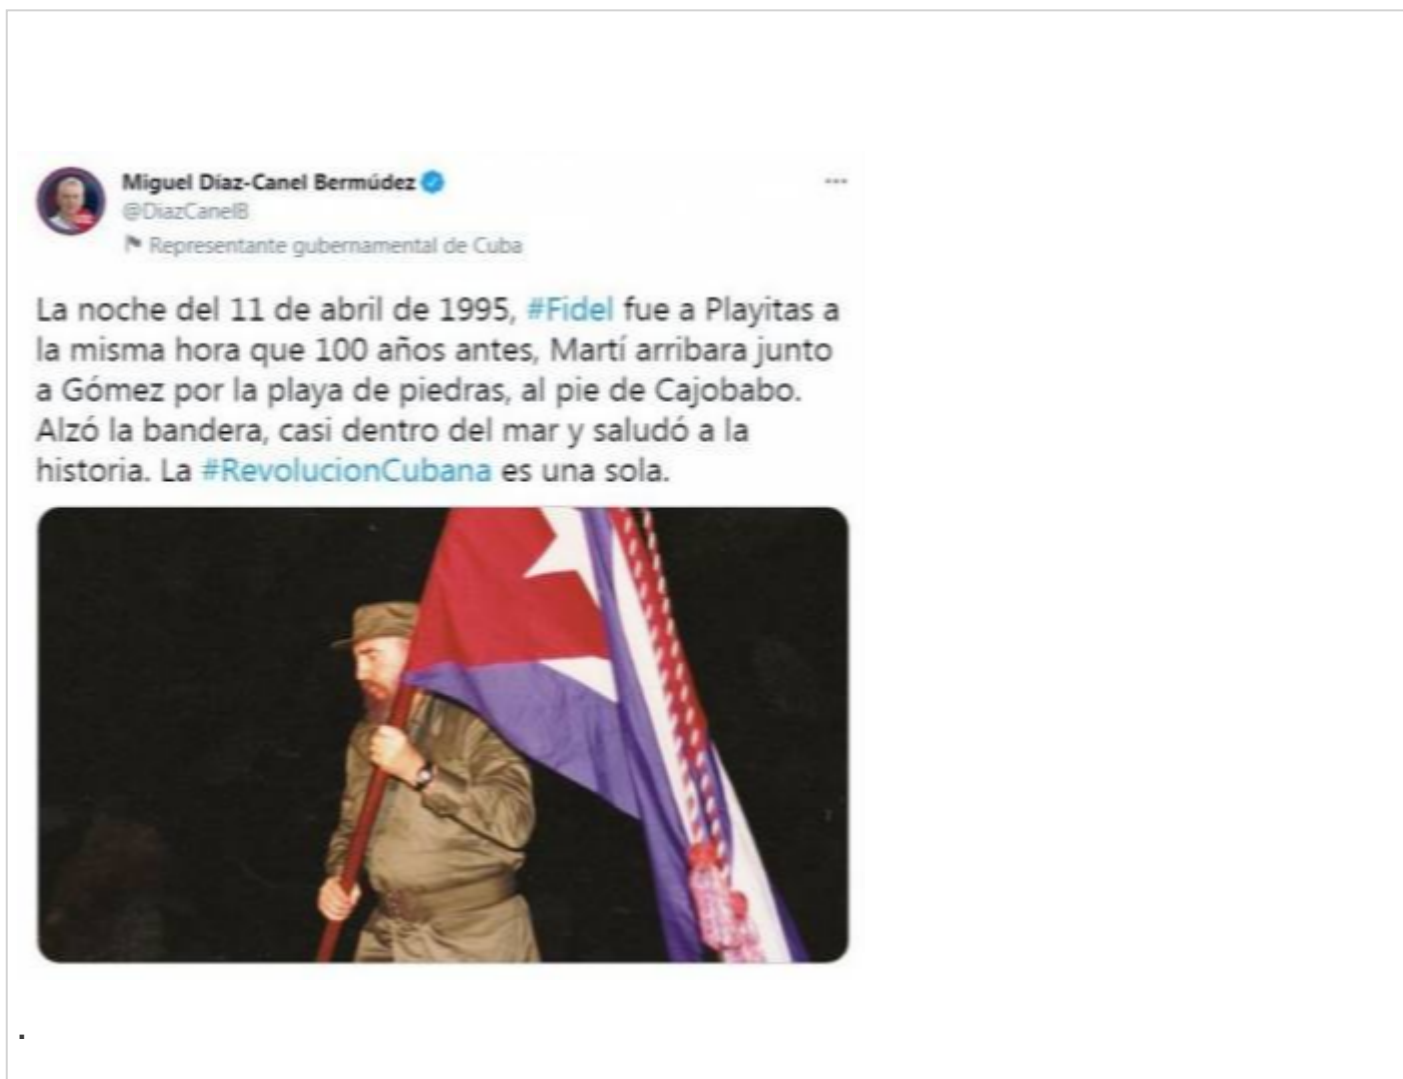 Miguel Díaz-Canel Bermúdez
@DiazCanelB
Representante gubernamental de Cuba
La noche del 11 de abril de 1995, #Fidel fue a Playitas a
la misma hora que 100 años antes, Martí arribara junto
a Gómez por la playa de piedras, al pie de Cajobabo.
Alzó la bandera, casi dentro del mar y saludó a la
historia. La #RevolucionCubana es una sola.
.